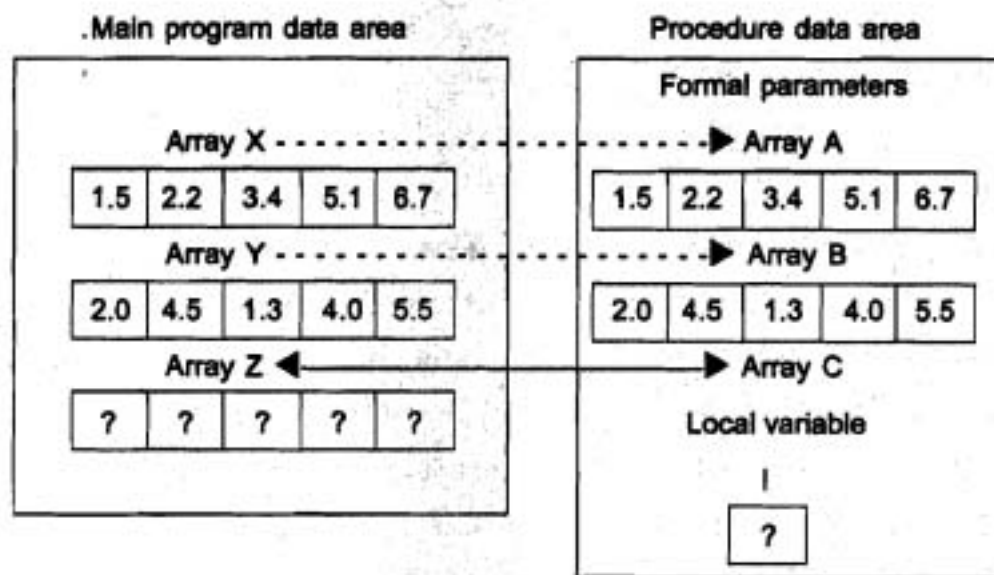 .Main program data area
Procedure data area
Formal parameters
Array X
Array A
1.5 2.2 3.4 5.1 6.7
1.5 2.2 3.4 5.1 6.7
Array Y
Array B
2.0 4.5 1.3 4.0 5.5
2.0 4.5 1.3 4.0 5.5
Array Z
Array C
? ? ? ? ?
Local variable
I
?